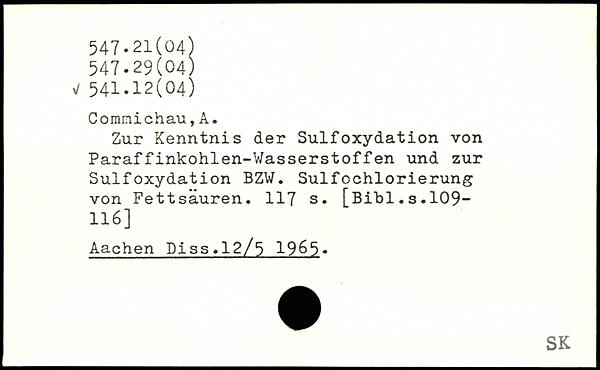 547.21(04)
547.29(04)
√ 541.12(04)
Commichau,A.
Zur Kenntnis der Sulfoxydation von
Paraffinkohlen-Wasserstoffen und zur
Sulfoxydation BZW. Sulfochlorierung
von Fettsäuren. 117 s. [Bibl.s.109-
116]
Aachen Diss.12/5 1965.
SK